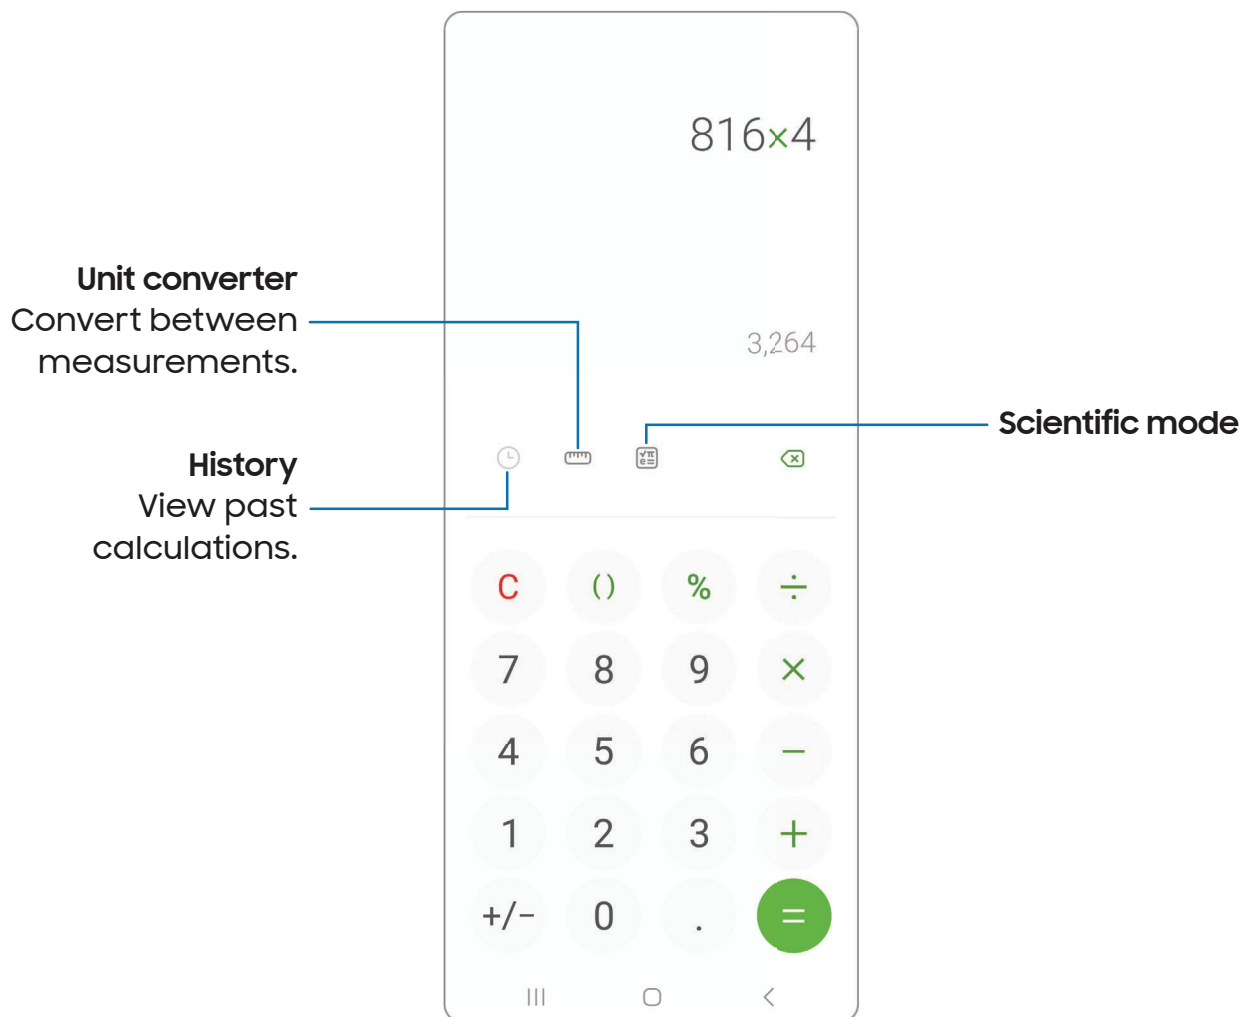 816×4
Unit converter
Convert between
measurements.
3,264
Scientific mode
History
View past
calculations.
√π
e=
C ( ) % ÷
7 8 9 ×
4 5 6 −
1 2 3 +
+/− 0 . =